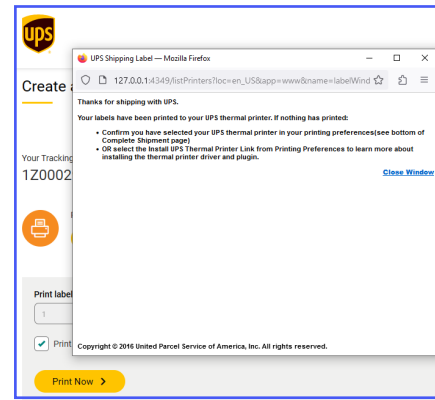 ups
UPS Shipping Label — Mozilla Firefox
127.0.0.1:4349/listPrinters?loc=en_US&app=www&name=labelWind
Create
Thanks for shipping with UPS.
Your labels have been printed to your UPS thermal printer. If nothing has printed:
Confirm you have selected your UPS thermal printer in your printing preferences(see bottom of
Complete Shipment page)
OR select the Install UPS Thermal Printer Link from Printing Preferences to learn more about
installing the thermal printer driver and plugin.
Close Window
Your Tracking
1Z0002
Print label
1
Print
Copyright © 2016 United Parcel Service of America, Inc. All rights reserved.
Print Now